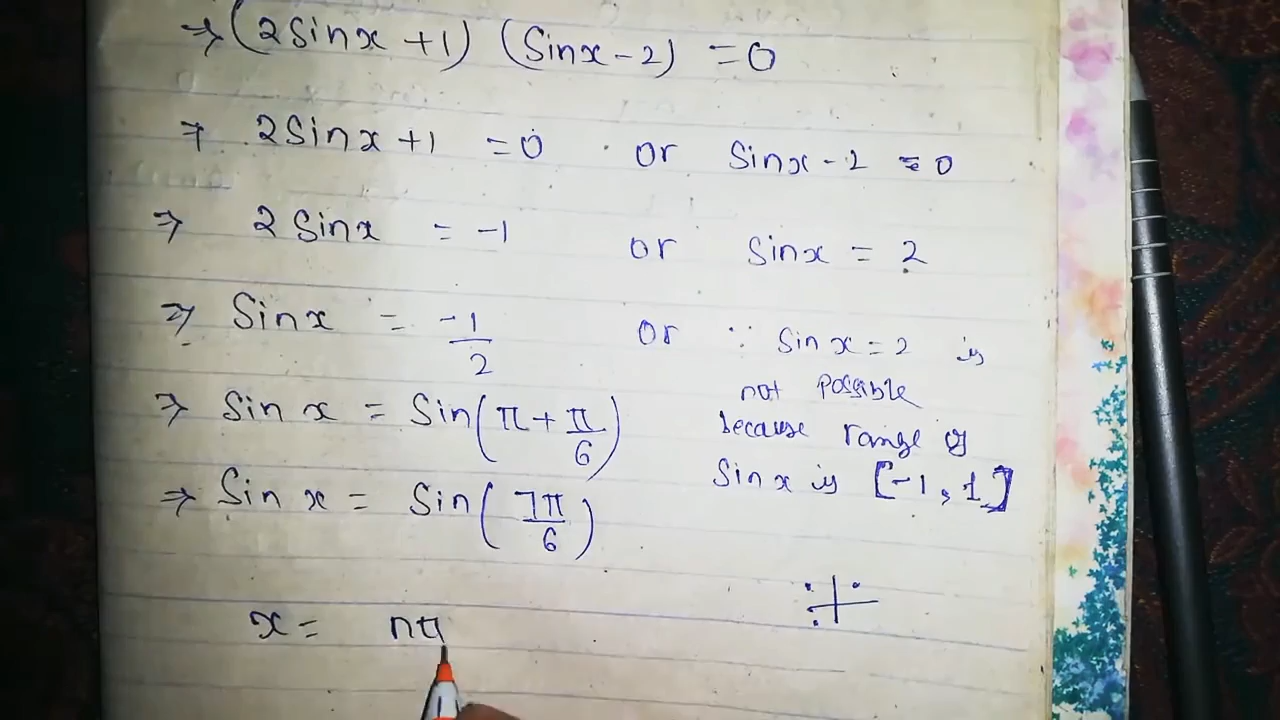 ⇒ (2Sinx + 1) (Sinx - 2) = 0
⇒ 2Sinx + 1 = 0 or Sinx - 2 = 0
⇒ 2Sinx = -1 or Sinx = 2
⇒ Sinx = -1/2 or ∵ Sinx = 2 is
not possible
⇒ Sinx = Sin(π + π/6) because range of
⇒ Sinx = Sin(7π/6) Sinx is [-1, 1]
x = nπ